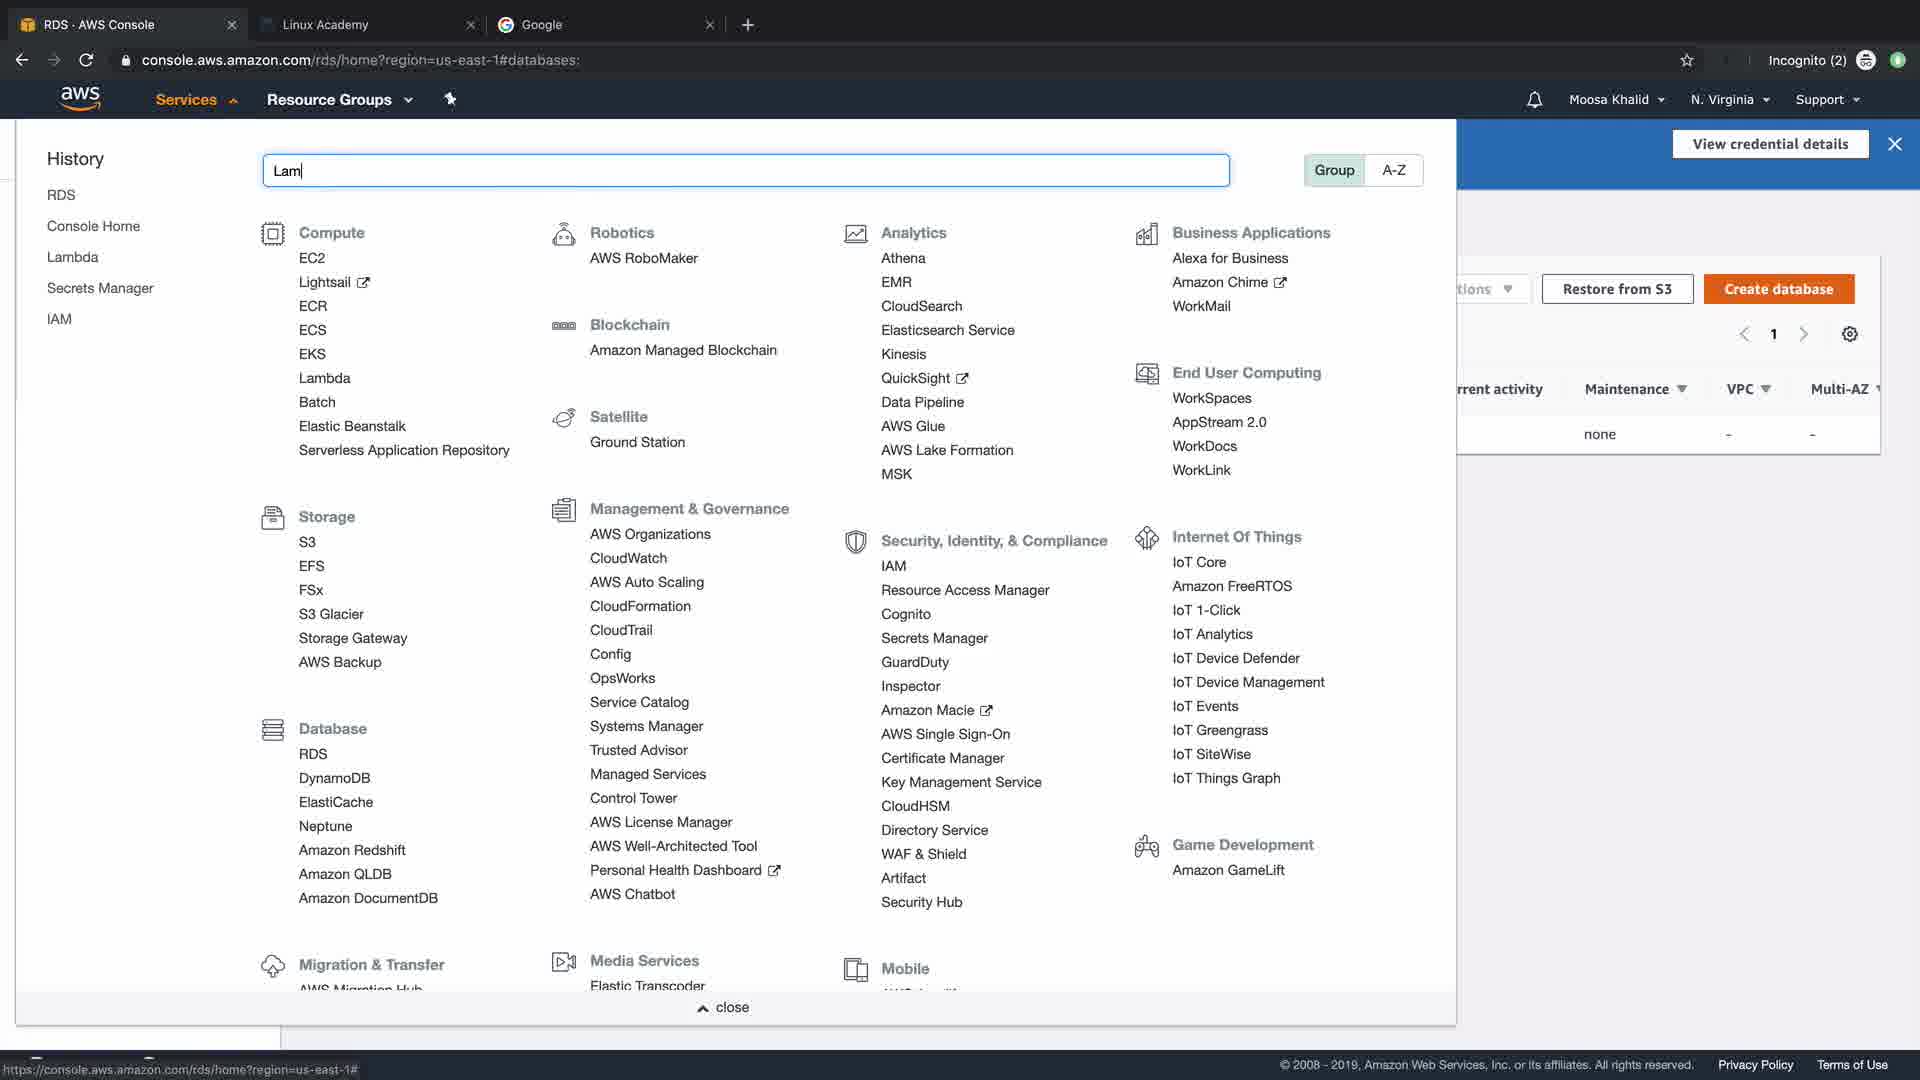 RDS · AWS Console
Linux Academy
Google
console.aws.amazon.com/rds/home?region=us-east-1#databases:
Incognito (2)
aws
Services
Resource Groups
Moosa Khalid
N. Virginia
Support
View credential details
History
RDS
Console Home
Lambda
Secrets Manager
IAM
Lam
Group
A-Z
Compute
EC2
Lightsail
ECR
ECS
EKS
Lambda
Batch
Elastic Beanstalk
Serverless Application Repository
Storage
S3
EFS
FSx
S3 Glacier
Storage Gateway
AWS Backup
Database
RDS
DynamoDB
ElastiCache
Neptune
Amazon Redshift
Amazon QLDB
Amazon DocumentDB
Migration & Transfer
AWS Migration Hub
Robotics
AWS RoboMaker
Blockchain
Amazon Managed Blockchain
Satellite
Ground Station
Management & Governance
AWS Organizations
CloudWatch
AWS Auto Scaling
CloudFormation
CloudTrail
Config
OpsWorks
Service Catalog
Systems Manager
Trusted Advisor
Managed Services
Control Tower
AWS License Manager
AWS Well-Architected Tool
Personal Health Dashboard
AWS Chatbot
Media Services
Elastic Transcoder
Analytics
Athena
EMR
CloudSearch
Elasticsearch Service
Kinesis
QuickSight
Data Pipeline
AWS Glue
AWS Lake Formation
MSK
Security, Identity, & Compliance
IAM
Resource Access Manager
Cognito
Secrets Manager
GuardDuty
Inspector
Amazon Macie
AWS Single Sign-On
Certificate Manager
Key Management Service
CloudHSM
Directory Service
WAF & Shield
Artifact
Security Hub
Mobile
Business Applications
Alexa for Business
Amazon Chime
WorkMail
End User Computing
WorkSpaces
AppStream 2.0
WorkDocs
WorkLink
Internet Of Things
IoT Core
Amazon FreeRTOS
IoT 1-Click
IoT Analytics
IoT Device Defender
IoT Device Management
IoT Events
IoT Greengrass
IoT SiteWise
IoT Things Graph
Game Development
Amazon GameLift
close
tions
Restore from S3
Create database
1
rrent activity
Maintenance
VPC
Multi-AZ
none
-
-
https://console.aws.amazon.com/rds/home?region=us-east-1#
© 2008 - 2019, Amazon Web Services, Inc. or its affiliates. All rights reserved.
Privacy Policy
Terms of Use